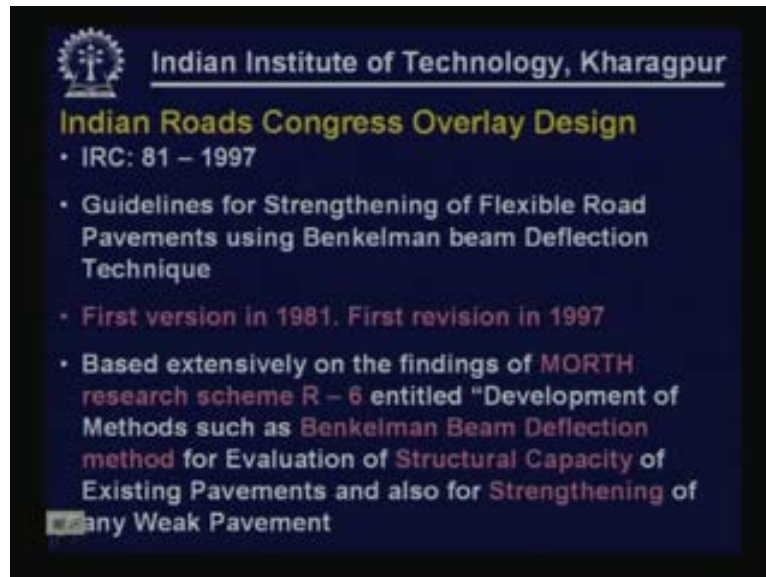 Indian Institute of Technology, Kharagpur
Indian Roads Congress Overlay Design
• IRC: 81 – 1997
• Guidelines for Strengthening of Flexible Road
Pavements using Benkelman beam Deflection
Technique
• First version in 1981. First revision in 1997
• Based extensively on the findings of MORTH
research scheme R – 6 entitled “Development of
Methods such as Benkelman Beam Deflection
method for Evaluation of Structural Capacity of
Existing Pavements and also for Strengthening of
any Weak Pavement